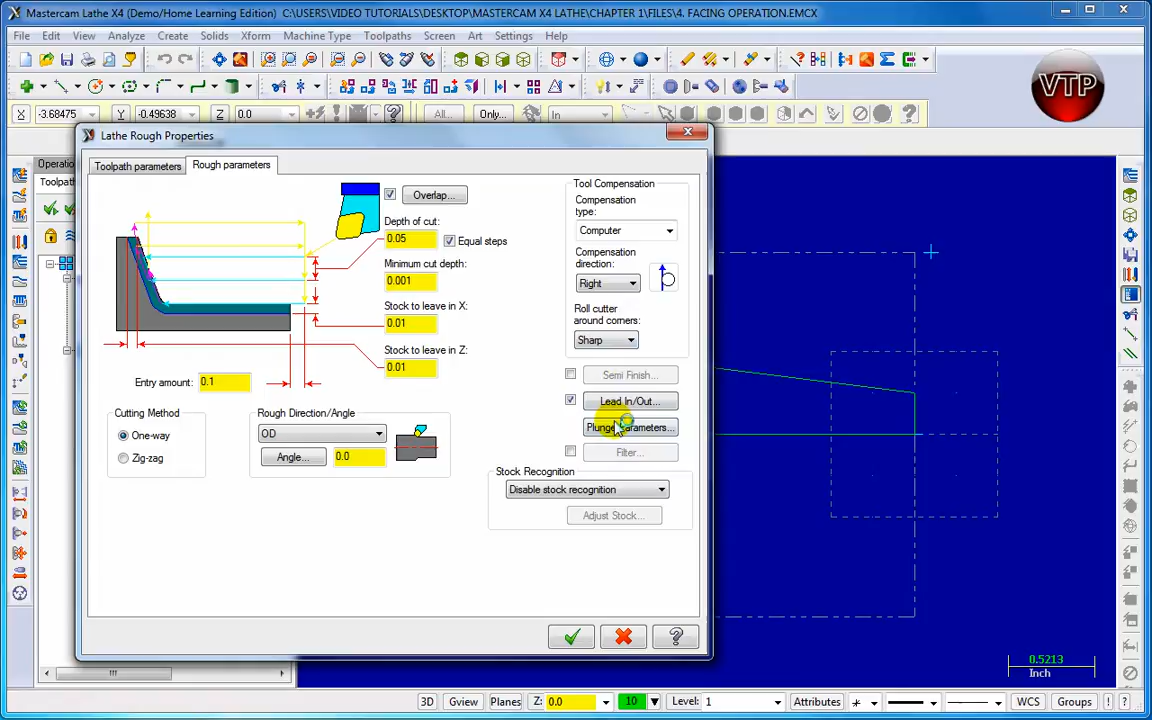 Mastercam Lathe X4 (Demo/Home Learning Edition) C:\USERS\VIDEO TUTORIALS\DESKTOP\MASTERCAM X4 LATHE\CHAPTER 1\FILES\4. FACING OPERATION.EMCX
File Edit View Analyze Create Solids Xform Machine Type Toolpaths Screen Art Settings Help
VTP
X -3.68475 Y -0.49638 Z 0.0 All... Only... In
Lathe Rough Properties
Operatio
Toolpath parameters Rough parameters
Toolpat
Overlap...
Depth of cut:
0.05 Equal steps
Minimum cut depth:
0.001
Stock to leave in X:
0.01
Stock to leave in Z:
0.01
Entry amount: 0.1
Tool Compensation
Compensation
type:
Computer
Compensation
direction:
Right
Roll cutter
around corners:
Sharp
Semi Finish...
Lead In/Out...
Plunge Parameters...
Filter...
Cutting Method
One-way
Zig-zag
Rough Direction/Angle
OD
Angle... 0.0
Stock Recognition
Disable stock recognition
Adjust Stock...
0.5213
Inch
3D Gview Planes Z: 0.0 10 Level: 1 Attributes WCS Groups ! ?